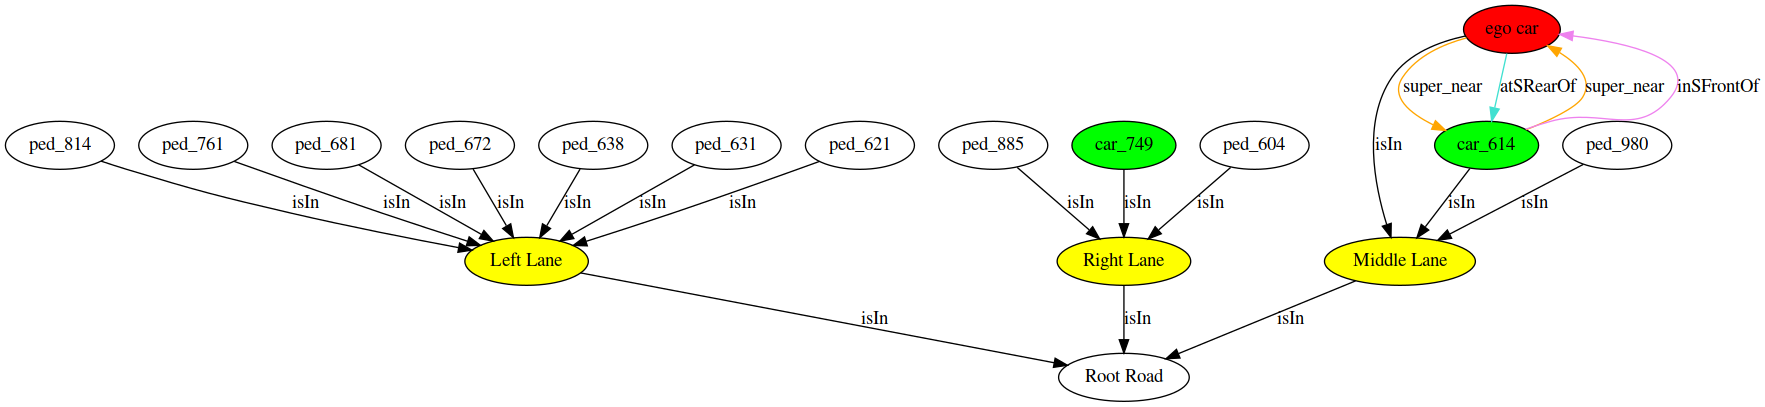 ego car
super_near atSRearOf super_near inSFrontOf
ped_814 ped_761 ped_681 ped_672 ped_638 ped_631 ped_621 ped_885 car_749 ped_604 isIn car_614 ped_980
isIn isIn isIn isIn isIn isIn isIn isIn isIn isIn isIn isIn
Left Lane Right Lane Middle Lane
isIn isIn isIn
Root Road